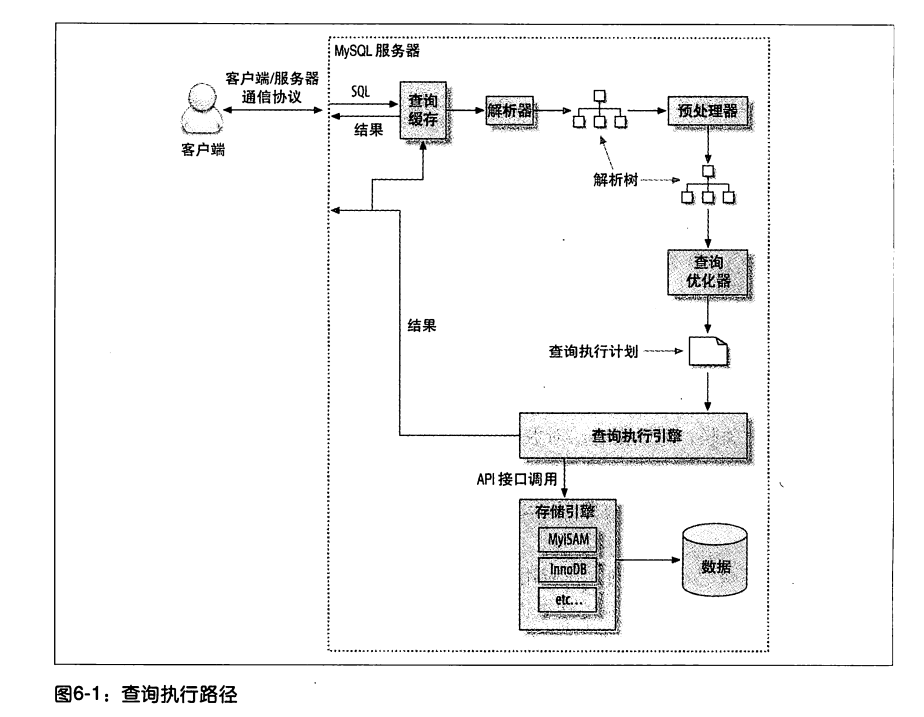 MySQL 服务器
客户端/服务器
通信协议
客户端
SQL
结果
查询
缓存
解析器
预处理器
解析树
查询
优化器
结果
查询执行计划
查询执行引擎
API 接口调用
存储引擎
MyISAM
InnoDB
etc...
数据
图6-1：查询执行路径